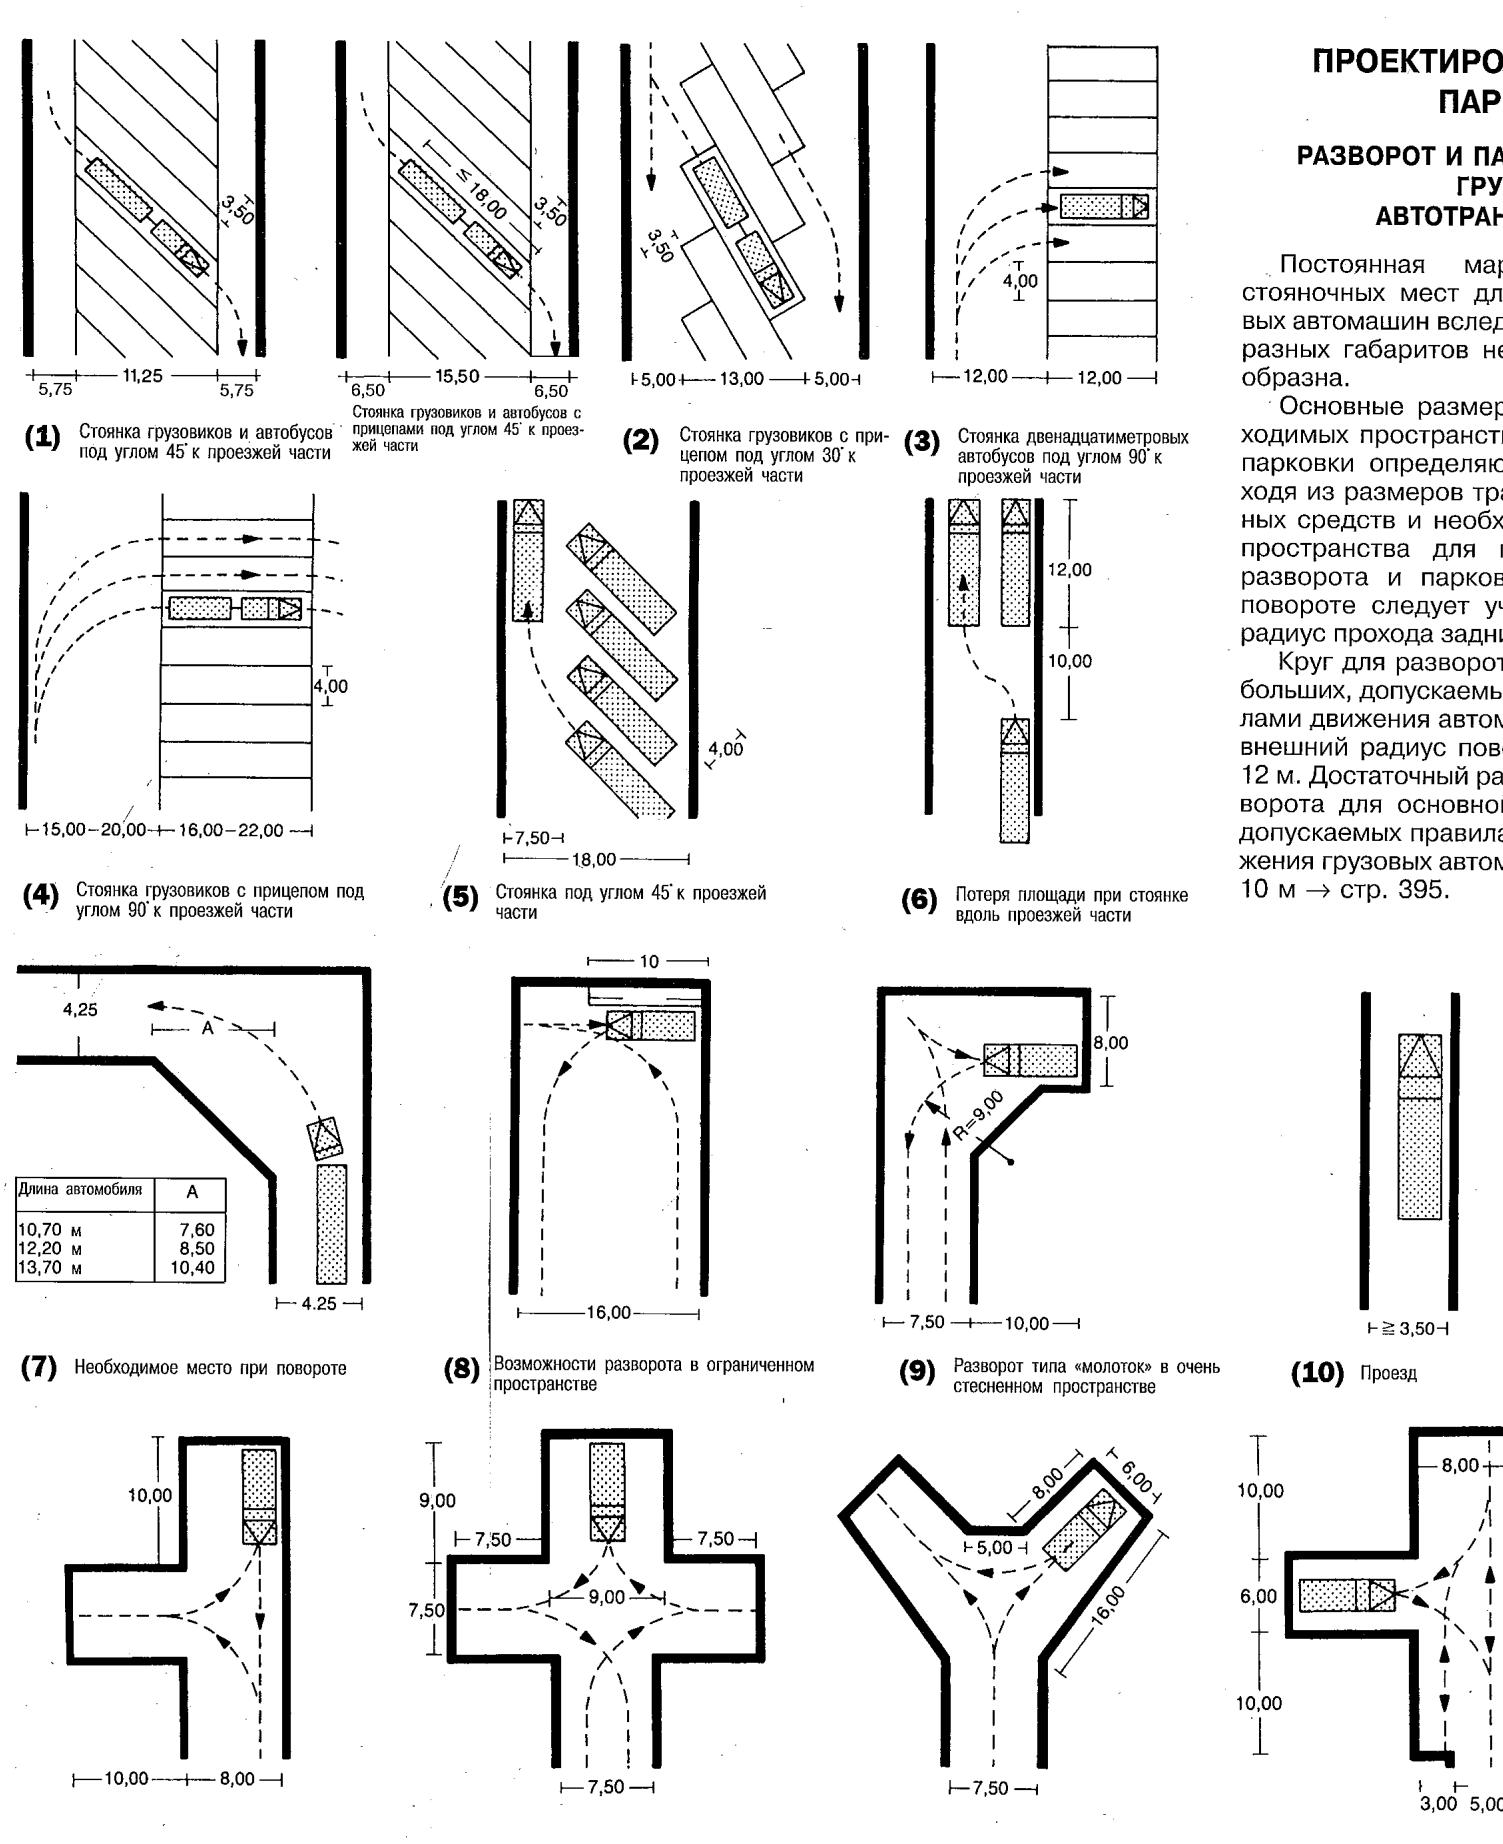 ПРОЕКТИРО
ПАР
РАЗВОРОТ И ПА
ГРУ
АВТОТРАН
Постоянная мар
стояночных мест дл
вых автомашин вслед
разных габаритов не
образна.
Основные размер
ходимых пространст
парковки определяю
ходя из размеров тра
ных средств и необх
пространства для п
разворота и парков
повороте следует уч
радиус прохода задни
Круг для разворот
больших, допускаемы
лами движения автом
внешний радиус пов
12 м. Достаточный ра
ворота для основно
допускаемых правила
жения грузовых автом
10 м → стр. 395.
3,50
5,75 11,25 5,75
(1) Стоянка грузовиков и автобусов
под углом 45° к проезжей части
≤ 18,00
3,50
6,50 15,50 6,50
Стоянка грузовиков и автобусов с
прицепами под углом 45° к проез-
жей части
3,50
5,00 13,00 5,00
(2) Стоянка грузовиков с при-
цепом под углом 30° к
проезжей части
4,00
12,00 12,00
(3) Стоянка двенадцатиметровых
автобусов под углом 90° к
проезжей части
4,00
15,00–20,00 16,00–22,00
(4) Стоянка грузовиков с прицепом под
углом 90° к проезжей части
4,00
7,50
18,00
(5) Стоянка под углом 45° к проезжей
части
12,00
10,00
(6) Потеря площади при стоянке
вдоль проезжей части
4,25
A
Длина автомобиля A
10,70 м 7,60
12,20 м 8,50
13,70 м 10,40
4.25
(7) Необходимое место при повороте
10
16,00
(8) Возможности разворота в ограниченном
пространстве
8,00
R=9,00
7,50 10,00
(9) Разворот типа «молоток» в очень
стесненном пространстве
≧ 3,50
(10) Проезд
10,00
10,00 8,00
9,00
7,50 7,50
7,50
9,00
7,50
8,00
6,00
5,00
16,00
7,50
10,00
8,00
6,00
10,00
3,00 5,00